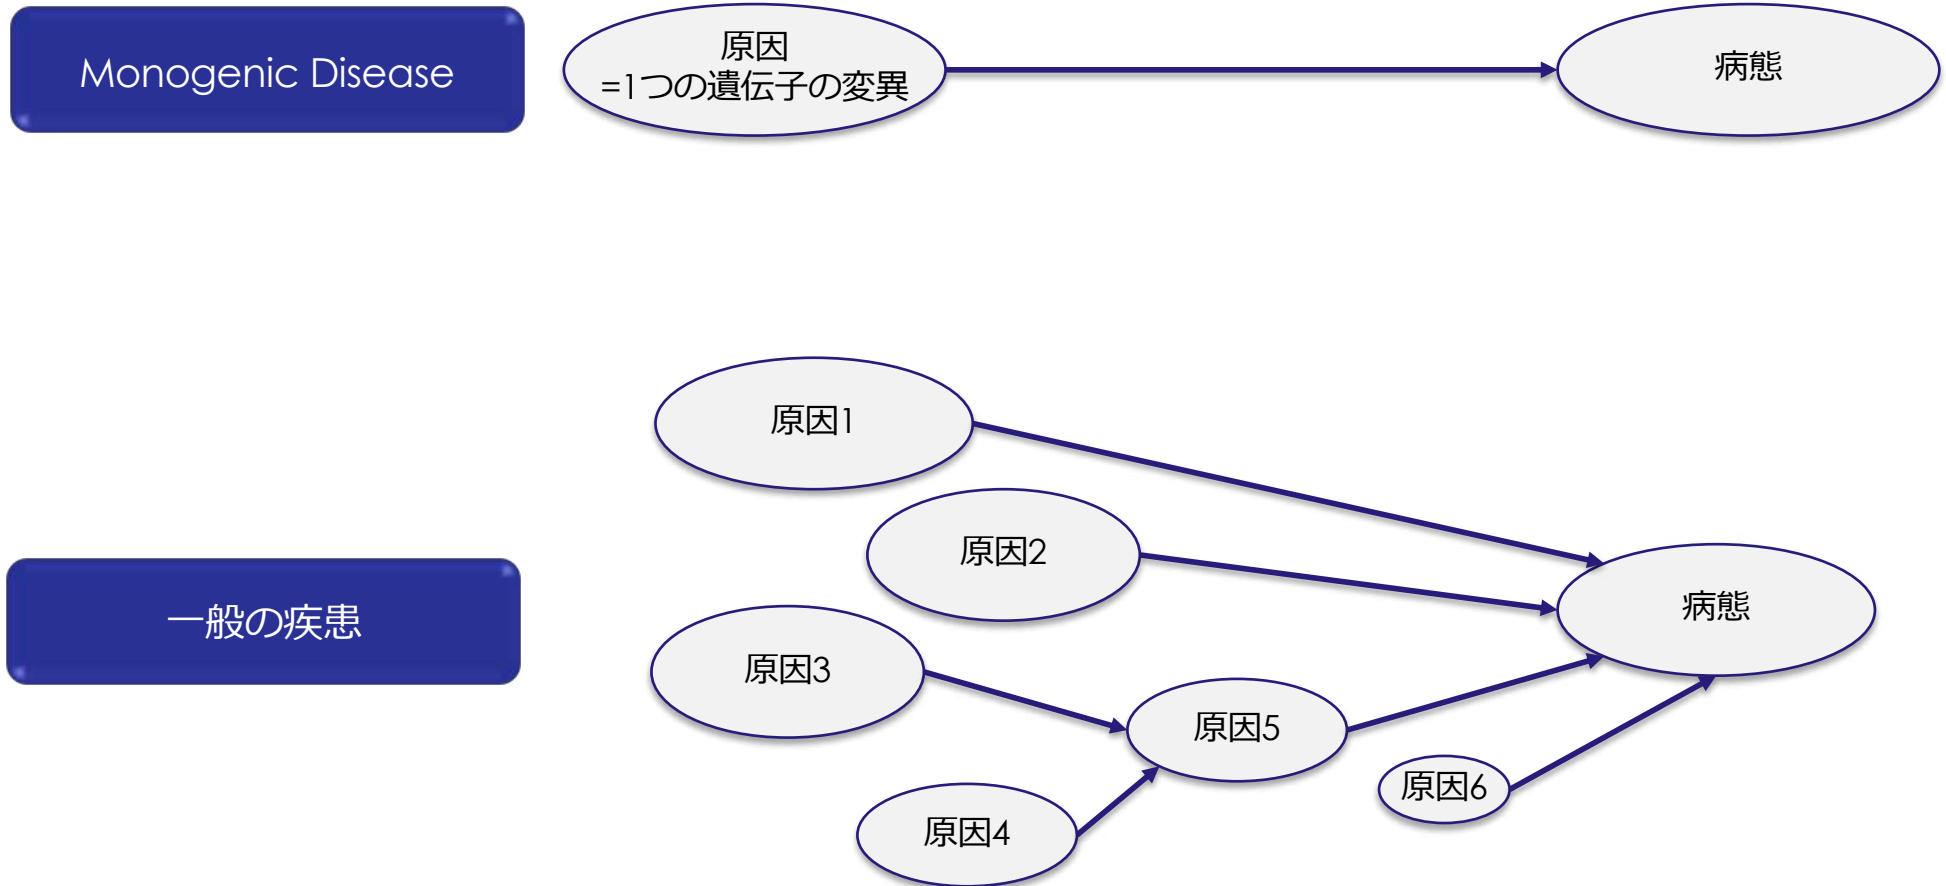 Monogenic Disease
原因
=1つの遺伝子の変異
病態
原因1
原因2
一般の疾患
病態
原因3
原因5
原因6
原因4